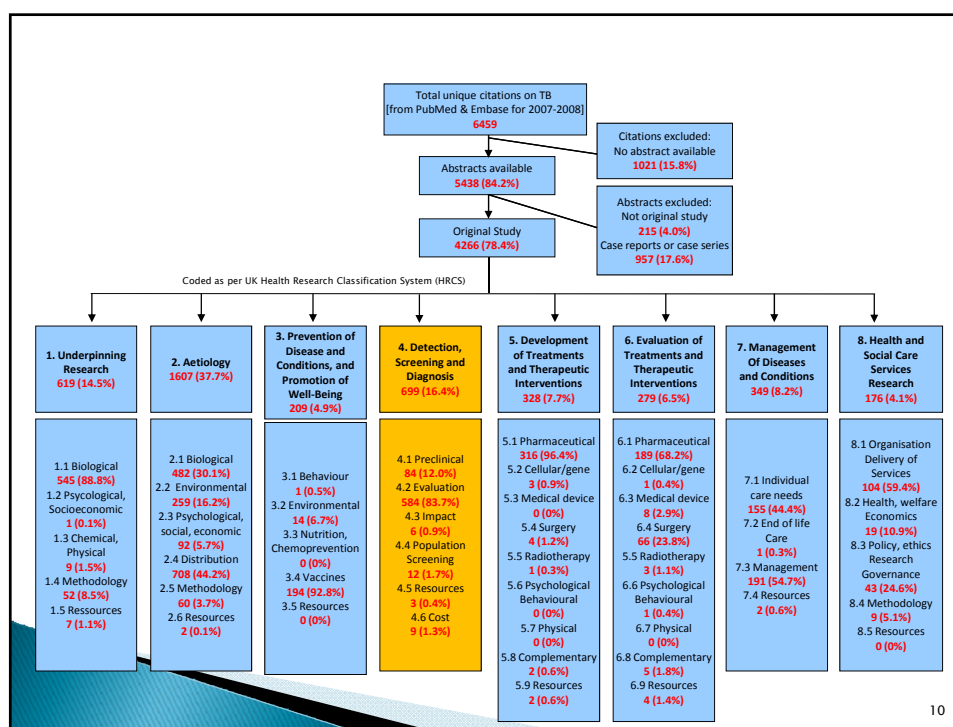 Total unique citations on TB
[from PubMed & Embase for 2007-2008]
6459
Citations excluded:
No abstract available
1021 (15.8%)
Abstracts available
5438 (84.2%)
Abstracts excluded:
Not original study
215 (4.0%)
Case reports or case series
957 (17.6%)
Original Study
4266 (78.4%)
Coded as per UK Health Research Classification System (HRCS)
1. Underpinning
Research
619 (14.5%)
2. Aetiology
1607 (37.7%)
3. Prevention of
Disease and
Conditions, and
Promotion of
Well-Being
209 (4.9%)
4. Detection,
Screening and
Diagnosis
699 (16.4%)
5. Development
of Treatments
and Therapeutic
Interventions
328 (7.7%)
6. Evaluation of
Treatments and
Therapeutic
Interventions
279 (6.5%)
7. Management
Of Diseases and
Conditions
349 (8.2%)
8. Health and
Social Care
Services
Research
176 (4.1%)
1.1 Biological
545 (88.8%)
1.2 Psycological,
Socioeconomic
1 (0.1%)
1.3 Chemical,
Physical
9 (1.5%)
1.4 Methodology
52 (8.5%)
1.5 Ressources
7 (1.1%)
2.1 Biological
482 (30.1%)
2.2 Environmental
259 (16.2%)
2.3 Psychological,
social, economic
92 (5.7%)
2.4 Distribution
708 (44.2%)
2.5 Methodology
60 (3.7%)
2.6 Resources
2 (0.1%)
3.1 Behaviour
1 (0.5%)
3.2 Environmental
14 (6.7%)
3.3 Nutrition,
Chemoprevention
0 (0%)
3.4 Vaccines
194 (92.8%)
3.5 Resources
0 (0%)
4.1 Preclinical
84 (12.0%)
4.2 Evaluation
584 (83.7%)
4.3 Impact
6 (0.9%)
4.4 Population
Screening
12 (1.7%)
4.5 Resources
3 (0.4%)
4.6 Cost
9 (1.3%)
5.1 Pharmaceutical
316 (96.4%)
5.2 Cellular/gene
3 (0.9%)
5.3 Medical device
0 (0%)
5.4 Surgery
4 (1.2%)
5.5 Radiotherapy
1 (0.3%)
5.6 Psychological
Behavioural
0 (0%)
5.7 Physical
0 (0%)
5.8 Complementary
2 (0.6%)
5.9 Resources
2 (0.6%)
6.1 Pharmaceutical
189 (68.2%)
6.2 Cellular/gene
1 (0.4%)
6.3 Medical device
8 (2.9%)
6.4 Surgery
66 (23.8%)
5.5 Radiotherapy
3 (1.1%)
6.6 Psychological
Behavioural
1 (0.4%)
6.7 Physical
0 (0%)
6.8 Complementary
5 (1.8%)
6.9 Resources
4 (1.4%)
7.1 Individual
care needs
155 (44.4%)
7.2 End of life
Care
1 (0.3%)
7.3 Management
191 (54.7%)
7.4 Resources
2 (0.6%)
8.1 Organisation
Delivery of
Services
104 (59.4%)
8.2 Health, welfare
Economics
19 (10.9%)
8.3 Policy, ethics
Research
Governance
43 (24.6%)
8.4 Methodology
9 (5.1%)
8.5 Resources
0 (0%)
10